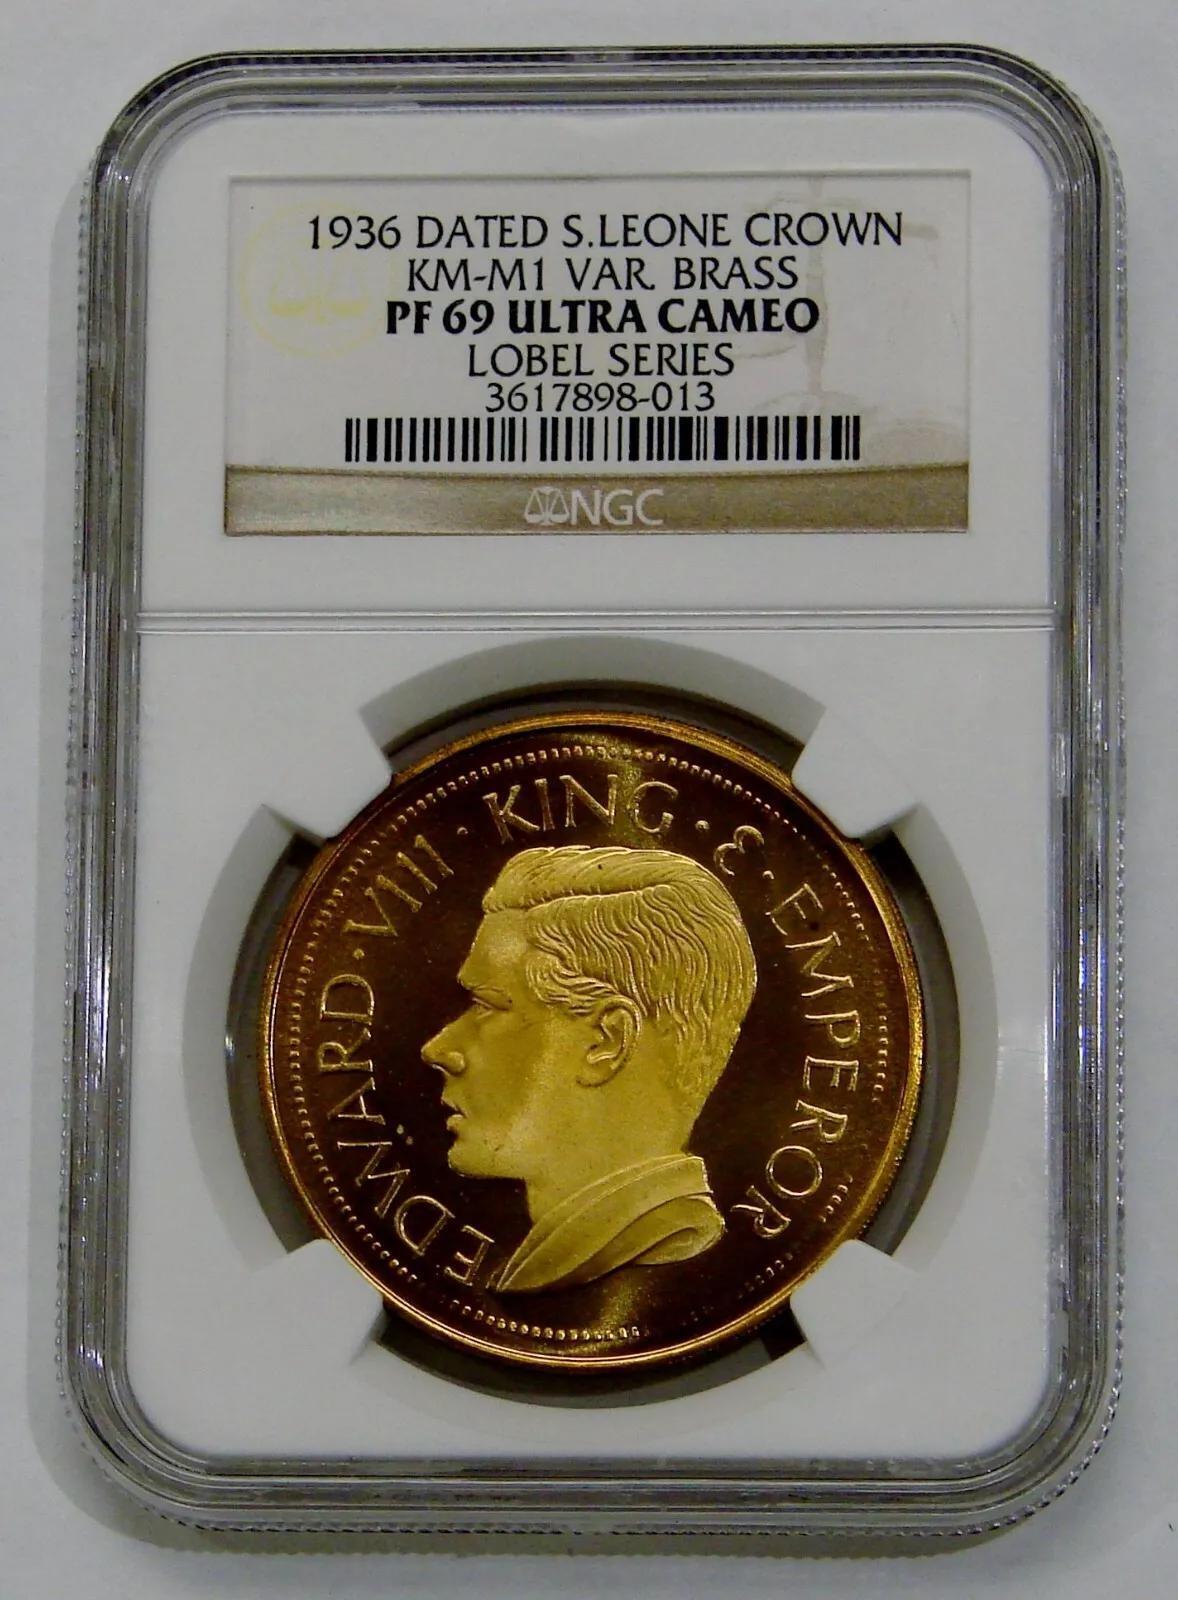 1936 DATED S.LEONE CROWN
KM-M1 VAR. BRASS
PF 69 ULTRA CAMEO
LOBEL SERIES
3617898-013
NGC
EDWARD · VIII · KING · & · EMPEROR